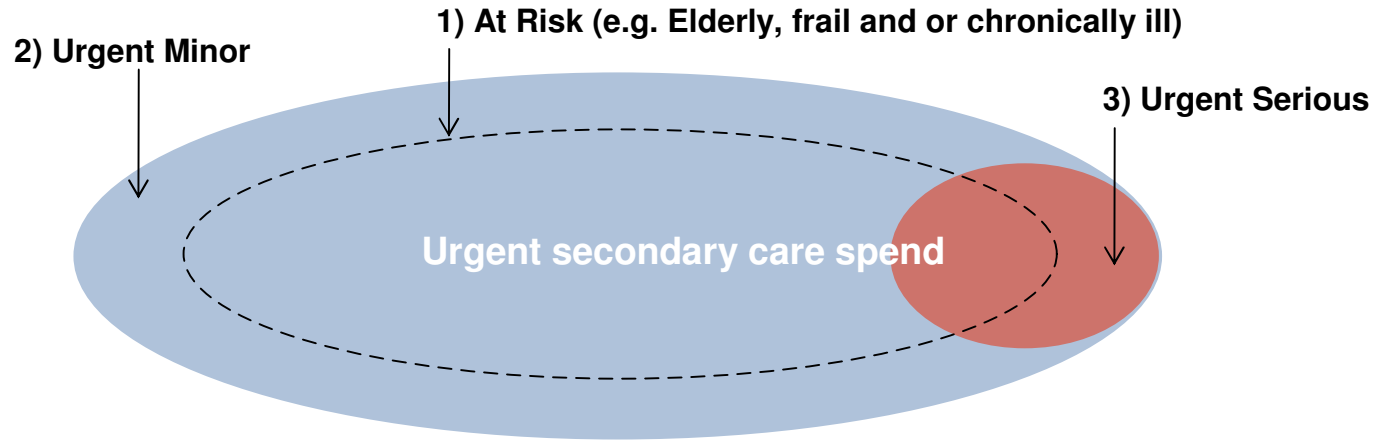 1) At Risk (e.g. Elderly, frail and or chronically ill)
2) Urgent Minor
3) Urgent Serious
Urgent secondary care spend